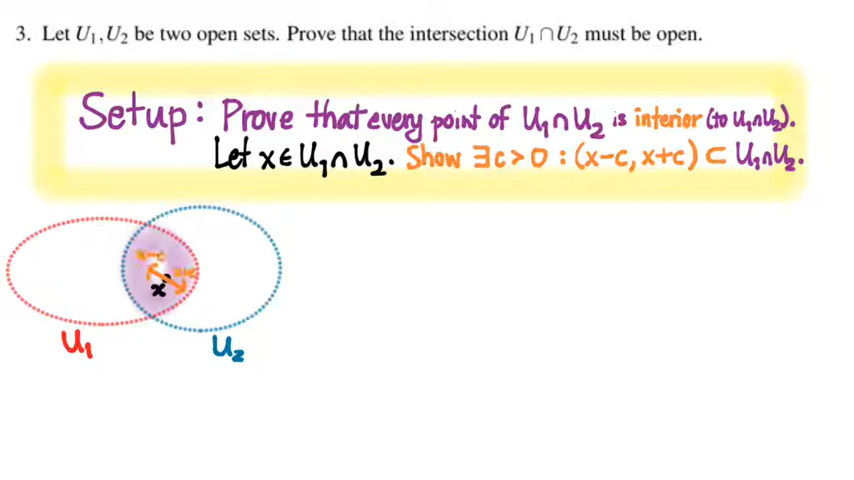 3. Let U₁, U₂ be two open sets. Prove that the intersection U₁ ∩ U₂ must be open.
Setup: Prove that every point of U₁ ∩ U₂ is interior (to U₁∩U₂).
Let x ∈ U₁ ∩ U₂. Show ∃c > 0 : (x-c, x+c) ⊂ U₁∩U₂.
x-c
x
U₁
U₂